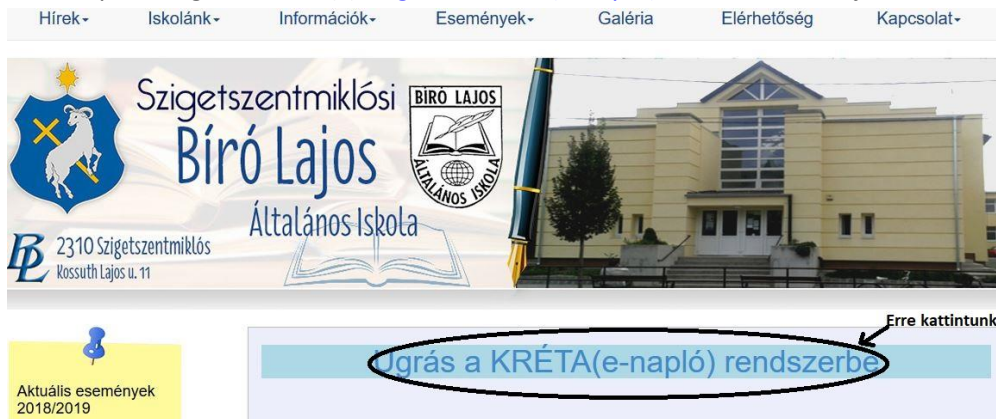 Hírek
Iskolánk
Információk
Események
Galéria
Elérhetőség
Kapcsolat
Szigetszentmiklósi
Bíró Lajos
Általános Iskola
BL
2310 Szigetszentmiklós
Kossuth Lajos u. 11
BÍRÓ LAJOS
ÁLTALÁNOS ISKOLA
Erre kattintunk
Ugrás a KRÉTA(e-napló) rendszerbe
Aktuális események
2018/2019